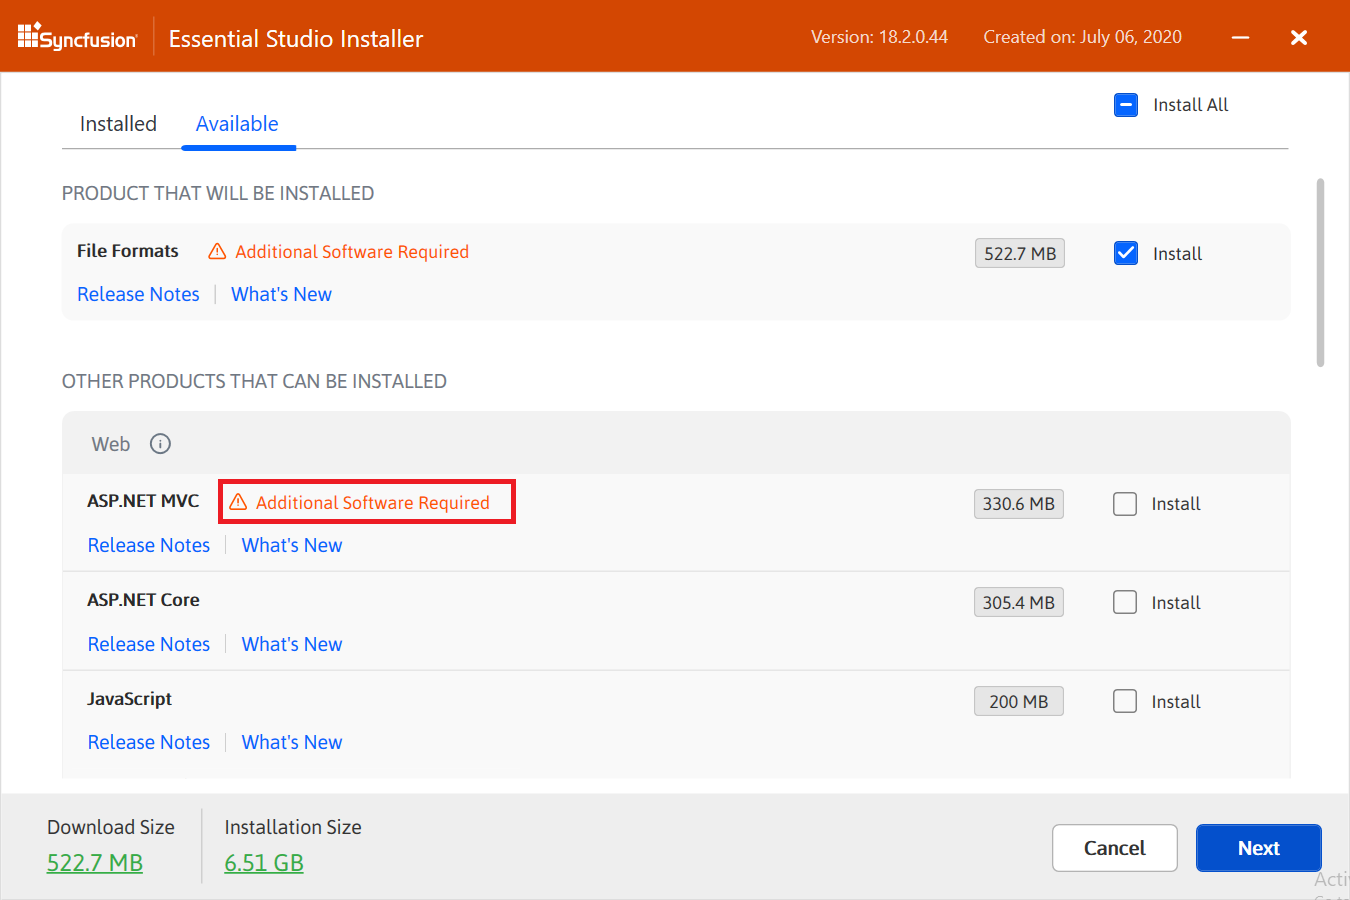 Syncfusion Essential Studio Installer Version: 18.2.0.44 Created on: July 06, 2020
Installed Available Install All
PRODUCT THAT WILL BE INSTALLED
File Formats Additional Software Required 522.7 MB Install
Release Notes What's New
OTHER PRODUCTS THAT CAN BE INSTALLED
Web
ASP.NET MVC Additional Software Required 330.6 MB Install
Release Notes What's New
ASP.NET Core 305.4 MB Install
Release Notes What's New
JavaScript 200 MB Install
Release Notes What's New
Download Size Installation Size
522.7 MB 6.51 GB
Cancel Next
Acti